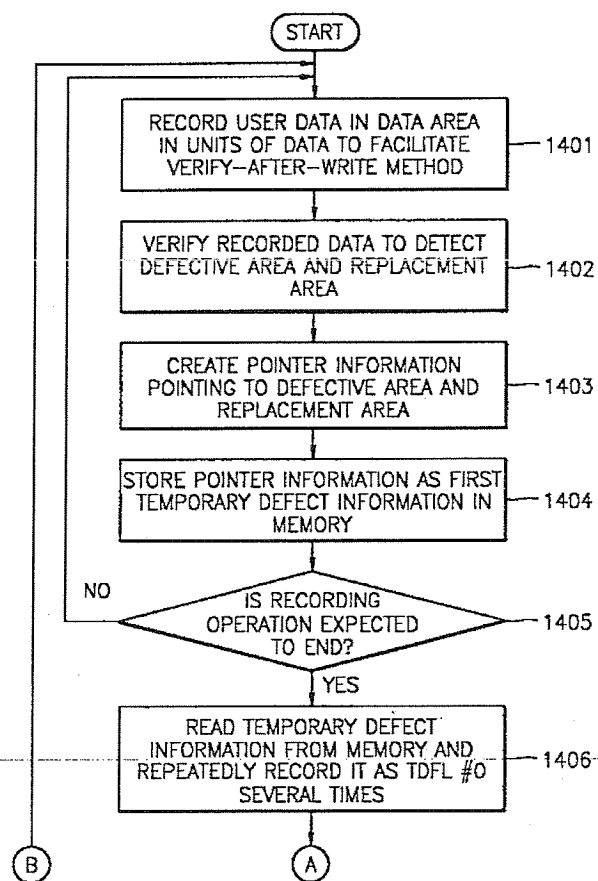 START
RECORD USER DATA IN DATA AREA
IN UNITS OF DATA TO FACILITATE
VERIFY-AFTER-WRITE METHOD
1401
VERIFY RECORDED DATA TO DETECT
DEFECTIVE AREA AND REPLACEMENT
AREA
1402
CREATE POINTER INFORMATION
POINTING TO DEFECTIVE AREA AND
REPLACEMENT AREA
1403
STORE POINTER INFORMATION AS FIRST
TEMPORARY DEFECT INFORMATION IN
MEMORY
1404
NO
IS RECORDING
OPERATION EXPECTED
TO END?
1405
YES
READ TEMPORARY DEFECT
INFORMATION FROM MEMORY AND
REPEATEDLY RECORD IT AS TDFL #0
SEVERAL TIMES
1406
B
A